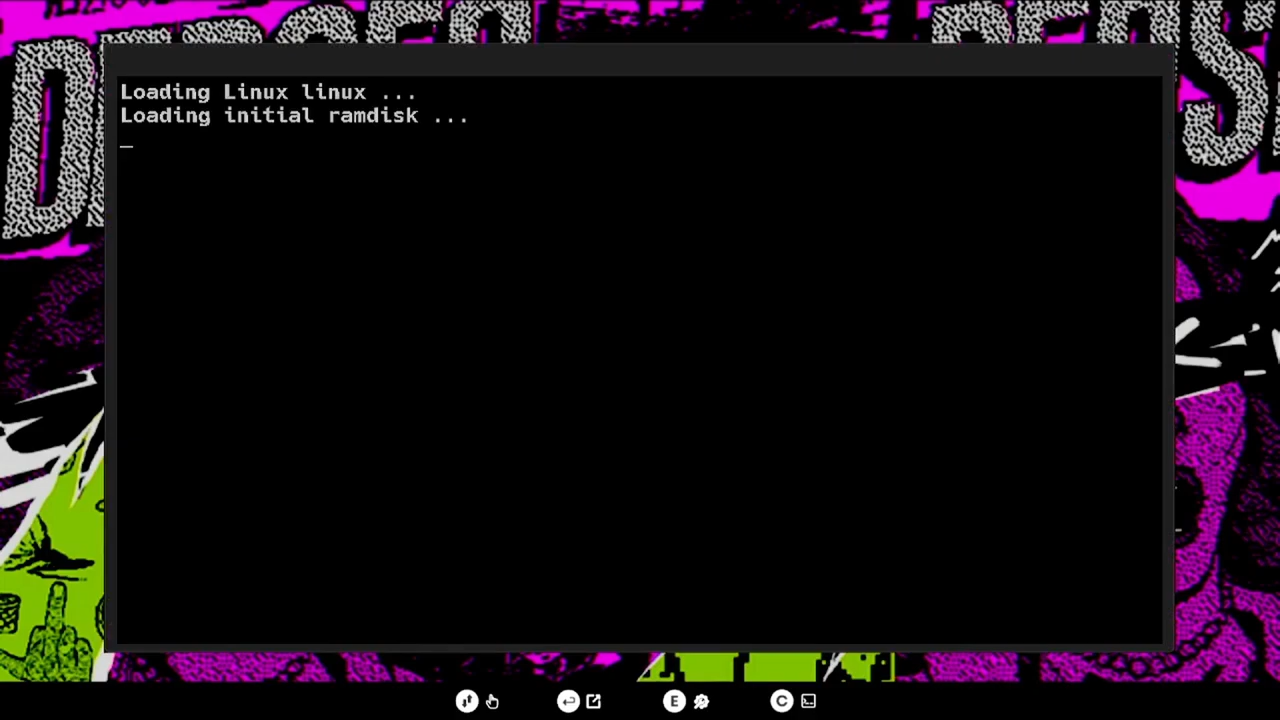 Loading Linux linux ...
Loading initial ramdisk ...
E
C